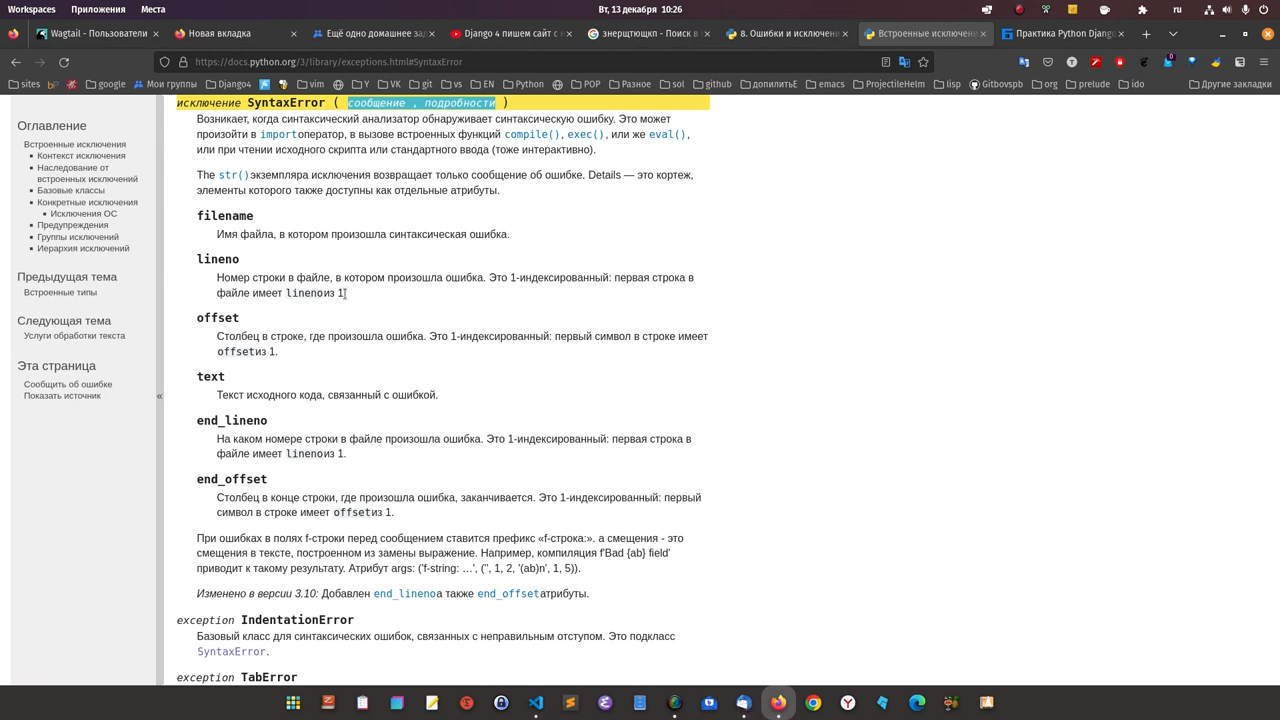 Workspaces Приложения Места Вт, 13 декабря 10:26 ru
Wagtail - Пользователи Новая вкладка Ещё одно домашнее за Django 4 пишем сайт с н знерщтющкп - Поиск в 8. Ошибки и исключени Встроенные исключени Практика Python Django
https://docs.python.org/3/library/exceptions.html#SyntaxError
sites b google Мои группы Django4 git vs EN Python POP Разное sol github допилить emacs ProjectileHelm lisp Gitbovspb org prelude ido Другие закладки
исключение SyntaxError ( сообщение , подробности )
Возникает, когда синтаксический анализатор обнаруживает синтаксическую ошибку. Это может
произойти в importоператор, в вызове встроенных функций compile(), exec(), или же eval(),
или при чтении исходного скрипта или стандартного ввода (тоже интерактивно).
The str()экземпляра исключения возвращает только сообщение об ошибке. Details — это кортеж,
элементы которого также доступны как отдельные атрибуты.
filename
Имя файла, в котором произошла синтаксическая ошибка.
lineno
Номер строки в файле, в котором произошла ошибка. Это 1-индексированный: первая строка в
файле имеет linenoиз 1.
offset
Столбец в строке, где произошла ошибка. Это 1-индексированный: первый символ в строке имеет
offsetиз 1.
text
Текст исходного кода, связанный с ошибкой.
end_lineno
На каком номере строки в файле произошла ошибка. Это 1-индексированный: первая строка в
файле имеет linenoиз 1.
end_offset
Столбец в конце строки, где произошла ошибка, заканчивается. Это 1-индексированный: первый
символ в строке имеет offsetиз 1.
При ошибках в полях f-строки перед сообщением ставится префикс «f-строка:». а смещения - это
смещения в тексте, построенном из замены выражение. Например, компиляция f'Bad {ab} field'
приводит к такому результату. Атрибут args: ('f-string: …', ('', 1, 2, '(ab)n', 1, 5)).
Изменено в версии 3.10: Добавлен end_linenoа также end_offsetатрибуты.
exception IndentationError
Базовый класс для синтаксических ошибок, связанных с неправильным отступом. Это подкласс
SyntaxError.
exception TabError
Оглавление
Встроенные исключения
Контекст исключения
Наследование от
встроенных исключений
Базовые классы
Конкретные исключения
Исключения ОС
Предупреждения
Группы исключений
Иерархия исключений
Предыдущая тема
Встроенные типы
Следующая тема
Услуги обработки текста
Эта страница
Сообщить об ошибке
Показать источник
«